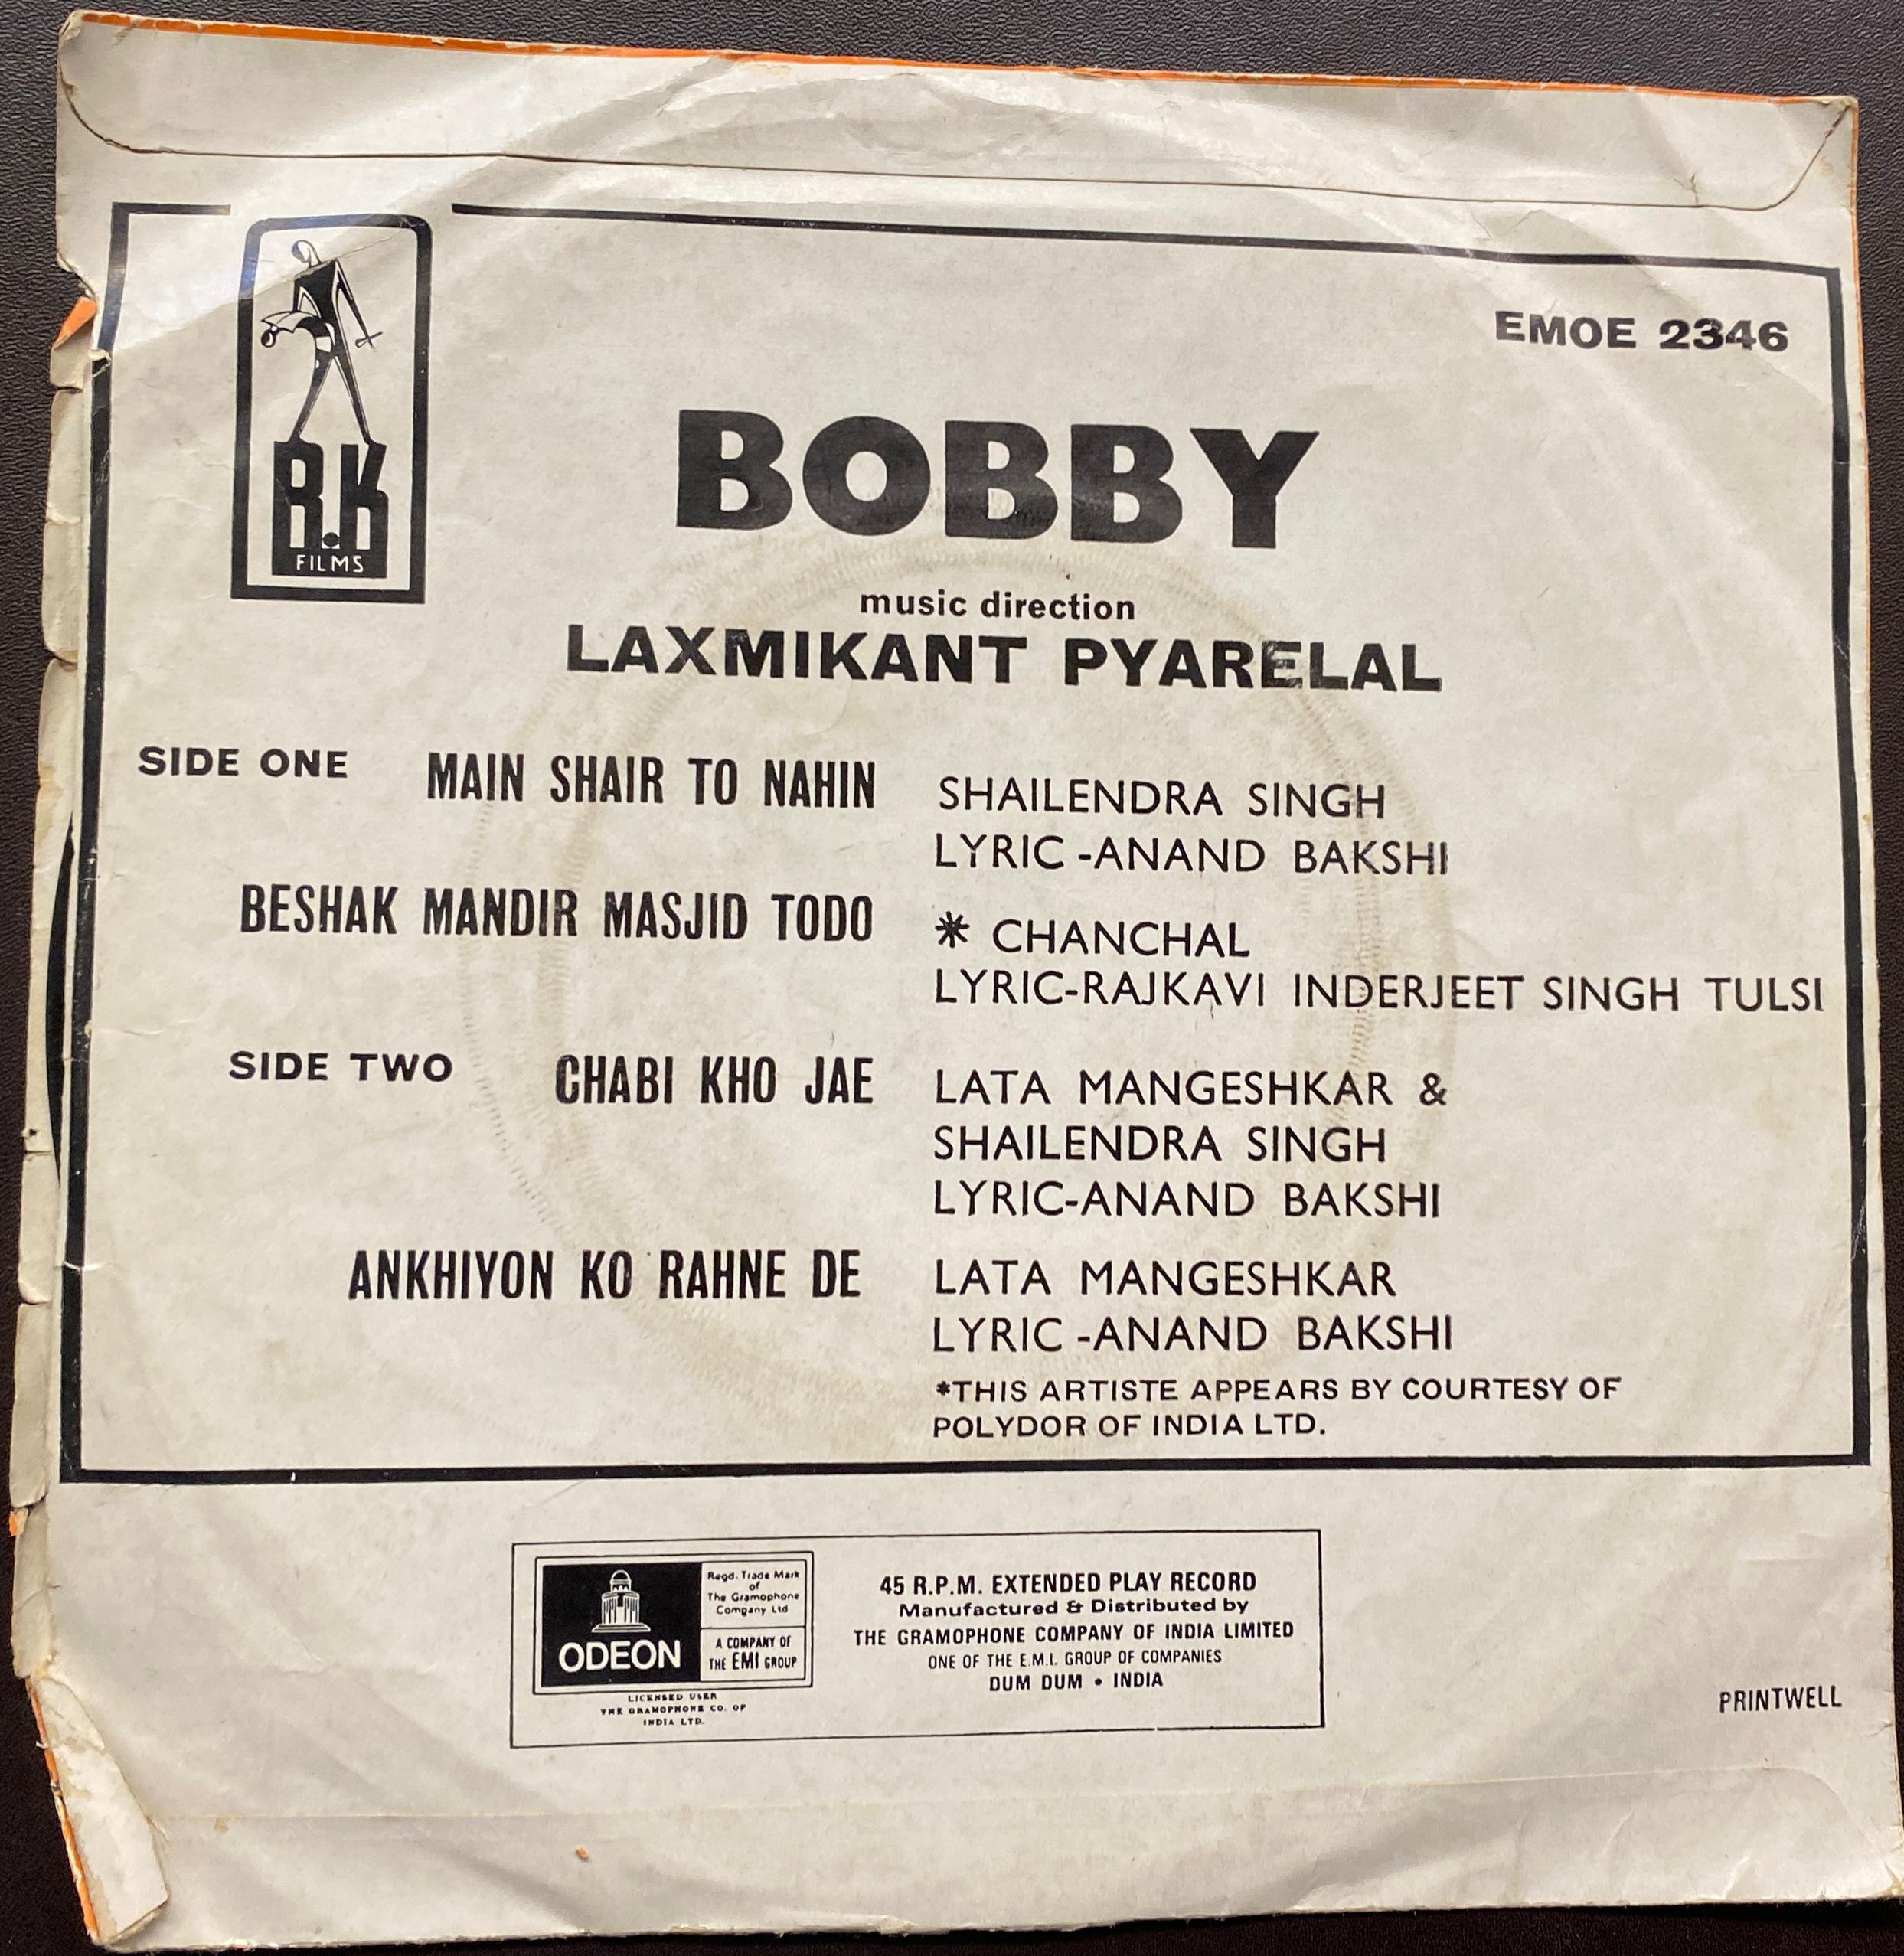 R.K
FILMS
EMOE 2346
BOBBY
music direction
LAXMIKANT PYARELAL
SIDE ONE MAIN SHAIR TO NAHIN SHAILENDRA SINGH
LYRIC-ANAND BAKSHI
BESHAK MANDIR MASJID TODO * CHANCHAL
LYRIC-RAJKAVI INDERJEET SINGH TULSI
SIDE TWO CHABI KHO JAE LATA MANGESHKAR &
SHAILENDRA SINGH
LYRIC-ANAND BAKSHI
ANKHIYON KO RAHNE DE LATA MANGESHKAR
LYRIC-ANAND BAKSHI
*THIS ARTISTE APPEARS BY COURTESY OF
POLYDOR OF INDIA LTD.
ODEON
Regd. Trade Mark
of
The Gramophone
Company Ltd
A COMPANY OF
THE EMI GROUP
LICENSED USER
THE GRAMOPHONE CO. OF
INDIA LTD.
45 R.P.M. EXTENDED PLAY RECORD
Manufactured & Distributed by
THE GRAMOPHONE COMPANY OF INDIA LIMITED
ONE OF THE E.M.I. GROUP OF COMPANIES
DUM DUM • INDIA
PRINTWELL